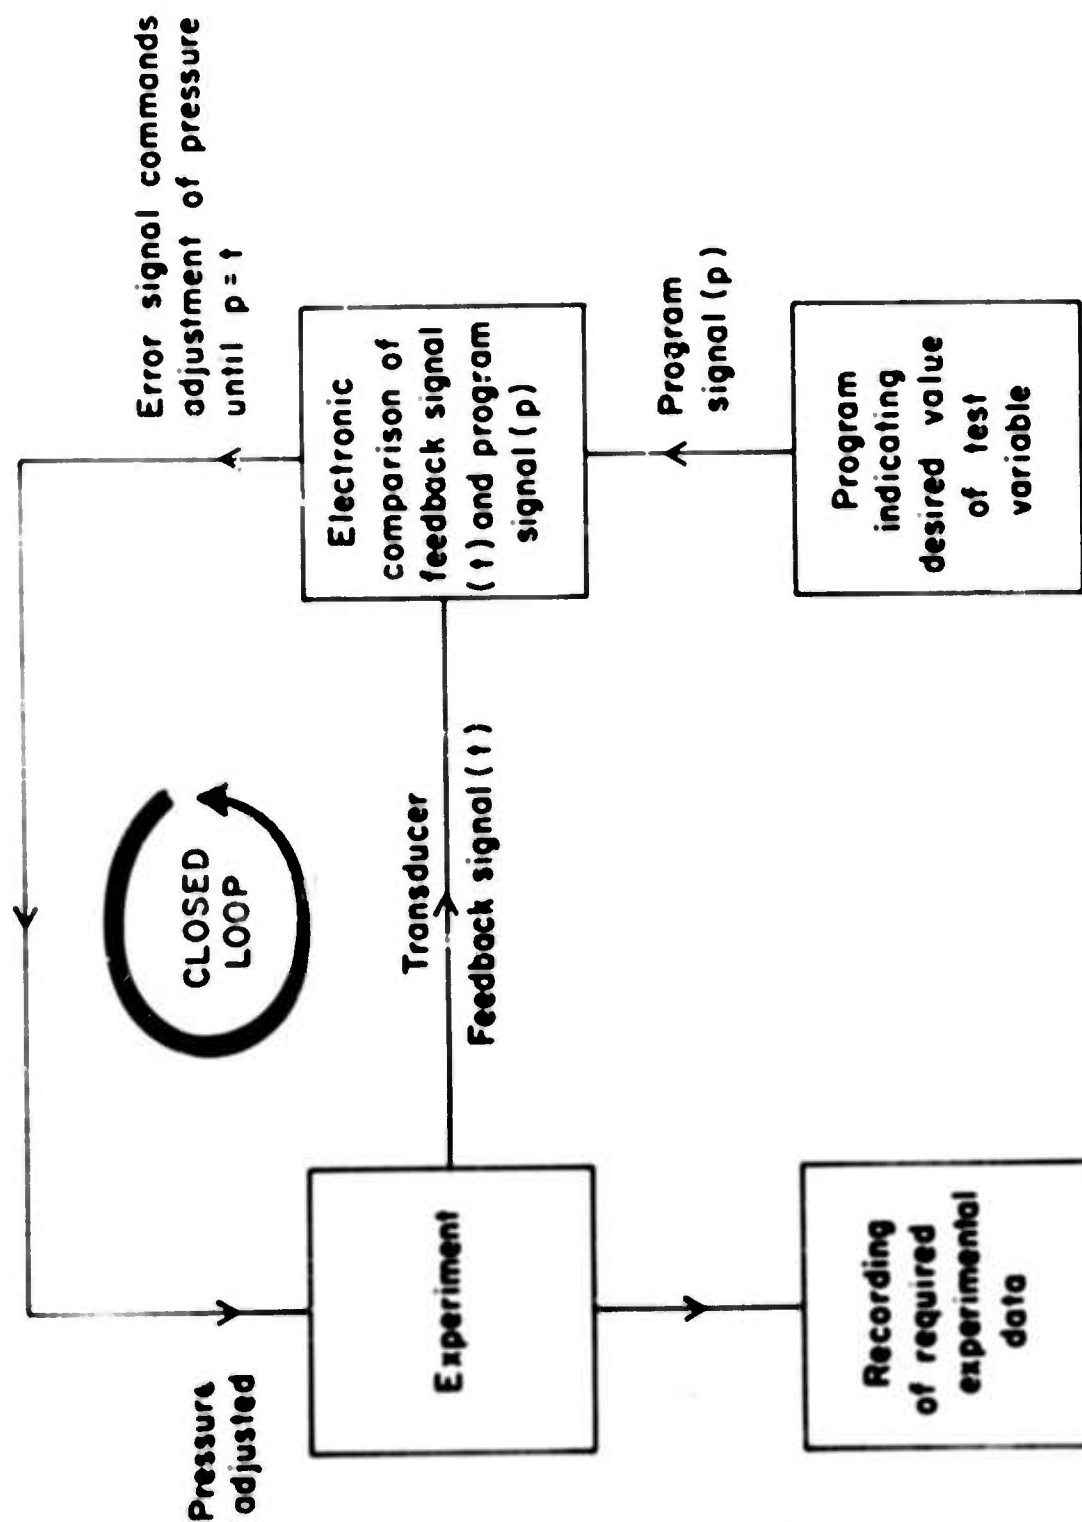 Pressure
adjusted
Error signal commands
adjustment of pressure
until p = t
CLOSED
LOOP
Experiment
Transducer
Feedback signal (t)
Electronic
comparison of
feedback signal
(t) and program
signal (p)
Program
signal (p)
Recording
of required
experimental
data
Program
indicating
desired value
of test
variable